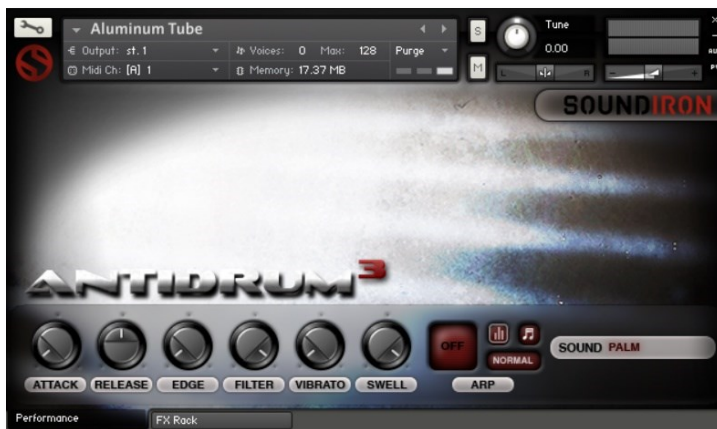 Aluminum Tube
Output: st. 1
Voices: 0 Max: 128
Purge
Midi Ch: [A] 1
Memory: 17.37 MB
S
M
Tune
0.00
L R
- +
SOUNDIRON
ANTIDRUM3
ATTACK RELEASE EDGE FILTER VIBRATO SWELL
OFF
NORMAL
ARP
SOUND PALM
Performance
FX Rack